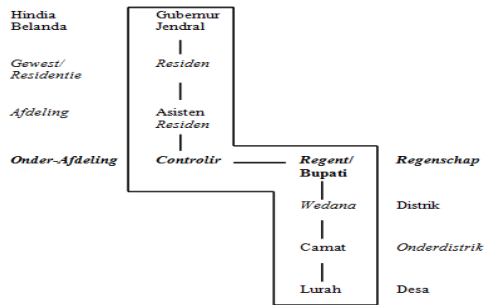 Hindia Gubernur
Belanda Jendral
Gewest/ Residen
Residentie
Afdeling Asisten
Residen
Onder-Afdeling Controlir Regent/ Regenschap
Bupati
Wedana Distrik
Camat Onderdistrik
Lurah Desa